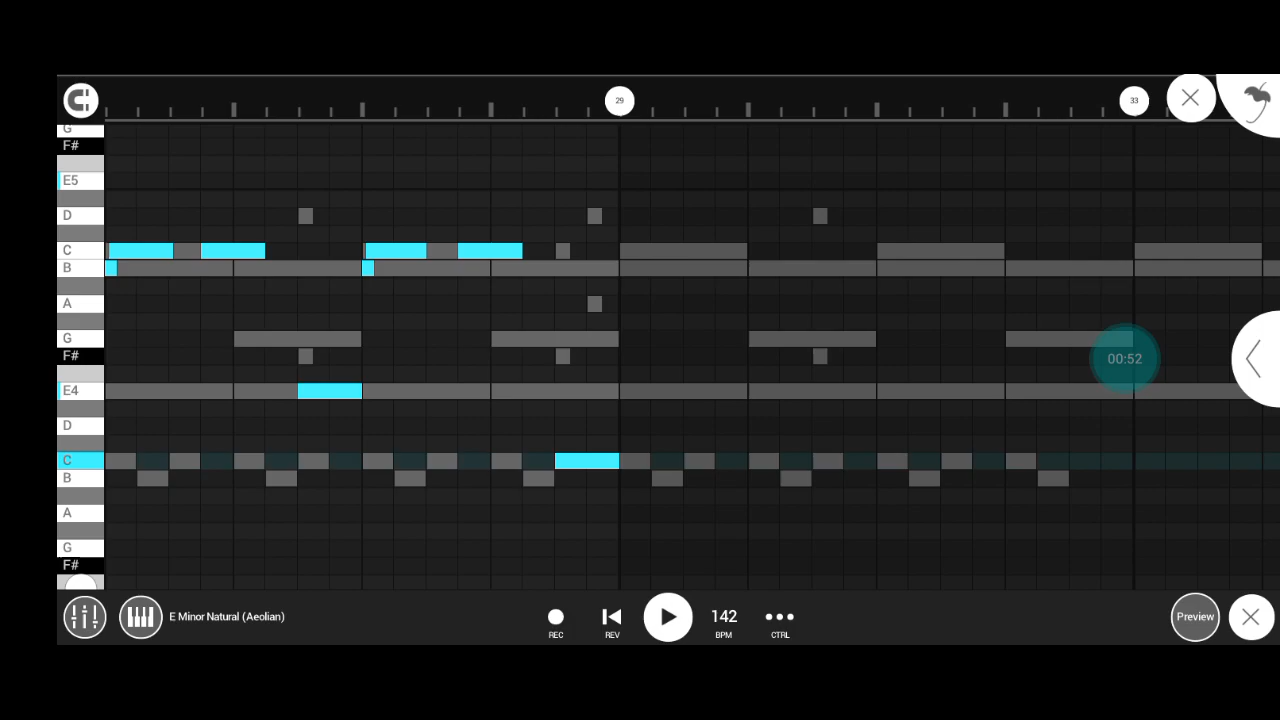 29
33
G
F#
E5
D
C
B
A
G
F#
00:52
E4
D
C
B
A
G
F#
E Minor Natural (Aeolian)
142
Preview
REC
REV
BPM
CTRL